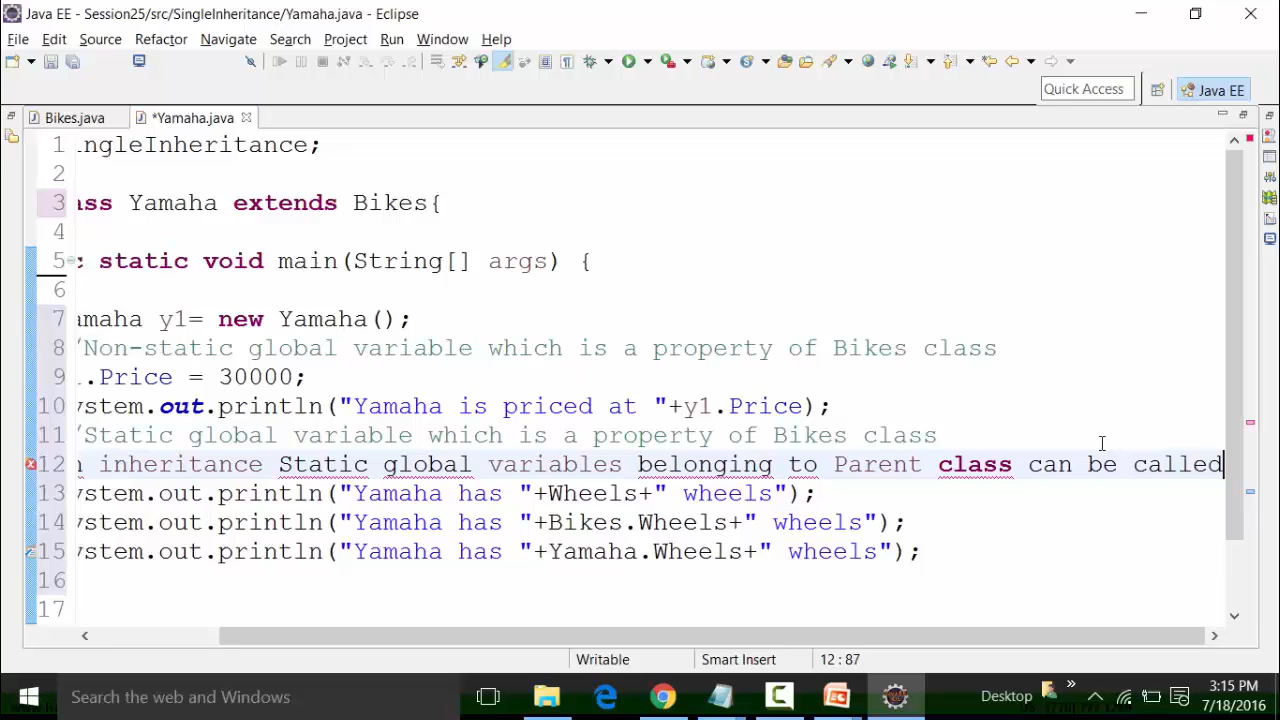 Java EE - Session25/src/SingleInheritance/Yamaha.java - Eclipse
File Edit Source Refactor Navigate Search Project Run Window Help
Quick Access Java EE
Bikes.java *Yamaha.java
1 ingleInheritance;
2
3 ass Yamaha extends Bikes{
4
5 c static void main(String[] args) {
6
7 amaha y1= new Yamaha();
8 /Non-static global variable which is a property of Bikes class
9 .Price = 30000;
10 ystem.out.println("Yamaha is priced at "+y1.Price);
11 /Static global variable which is a property of Bikes class
12 n inheritance Static global variables belonging to Parent class can be called
13 ystem.out.println("Yamaha has "+Wheels+" wheels");
14 ystem.out.println("Yamaha has "+Bikes.Wheels+" wheels");
15 ystem.out.println("Yamaha has "+Yamaha.Wheels+" wheels");
16
17
Writable Smart Insert 12 : 87
Search the web and Windows Desktop 3:15 PM
7/18/2016